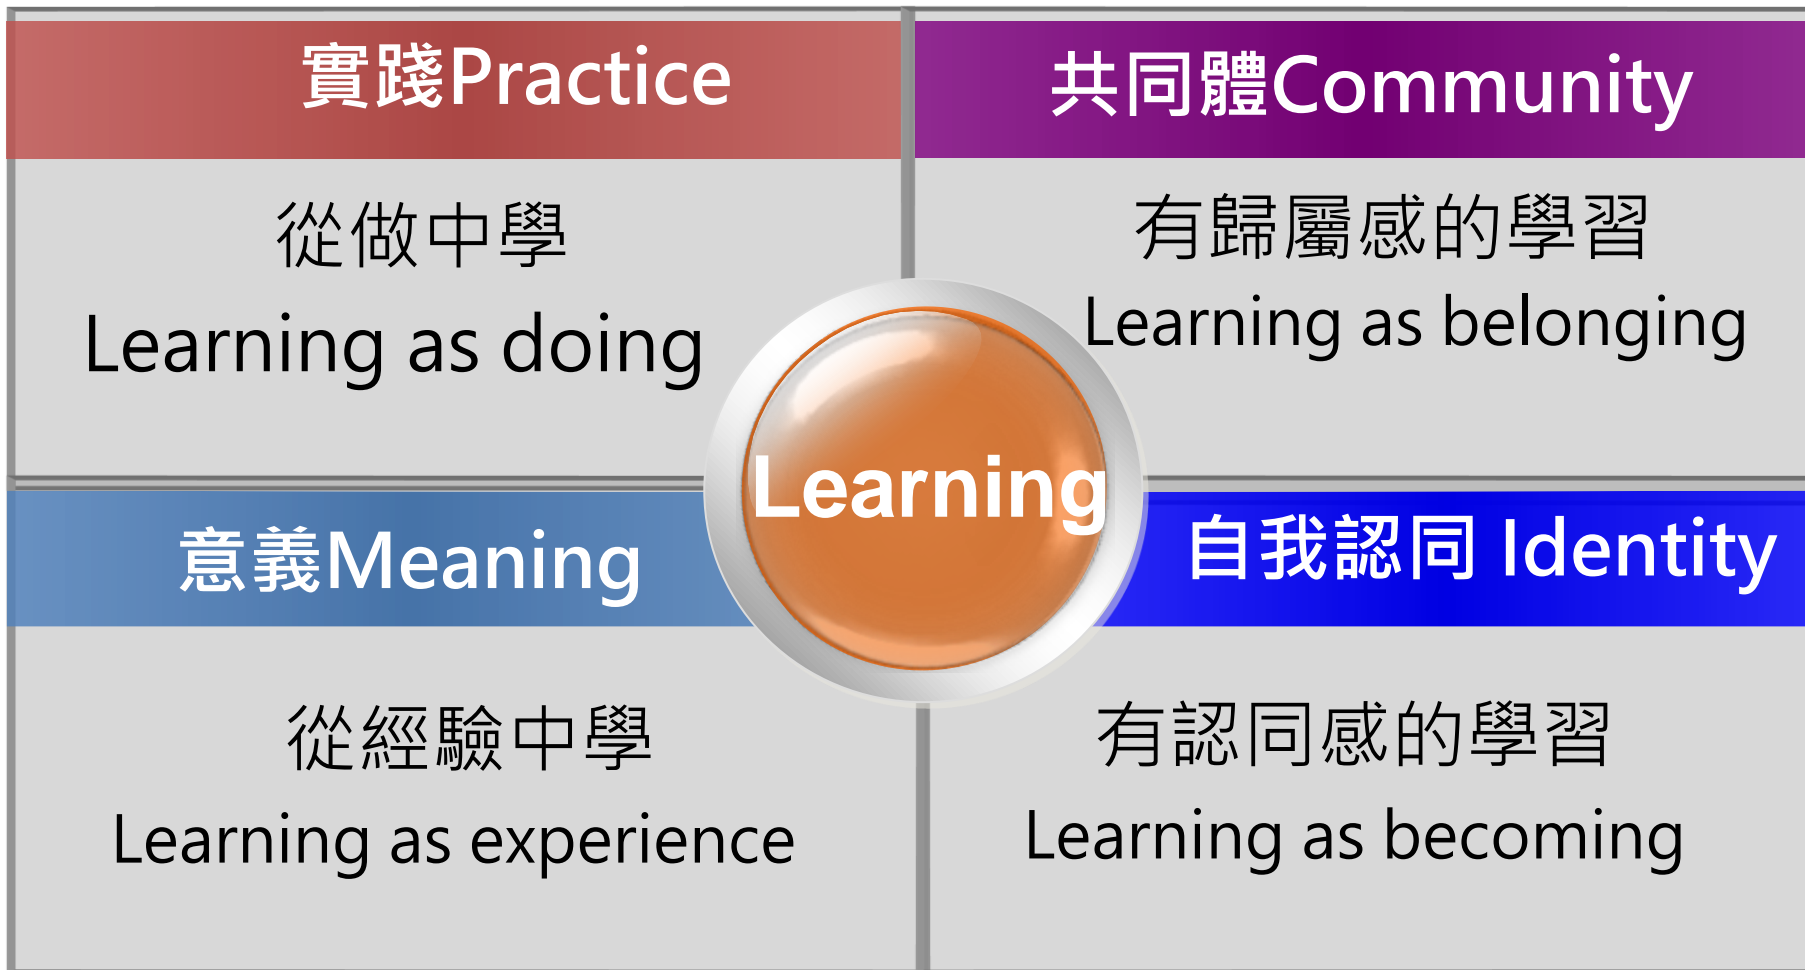 實踐Practice
從做中學
Learning as doing
共同體Community
有歸屬感的學習
Learning as belonging
Learning
意義Meaning
從經驗中學
Learning as experience
自我認同 Identity
有認同感的學習
Learning as becoming